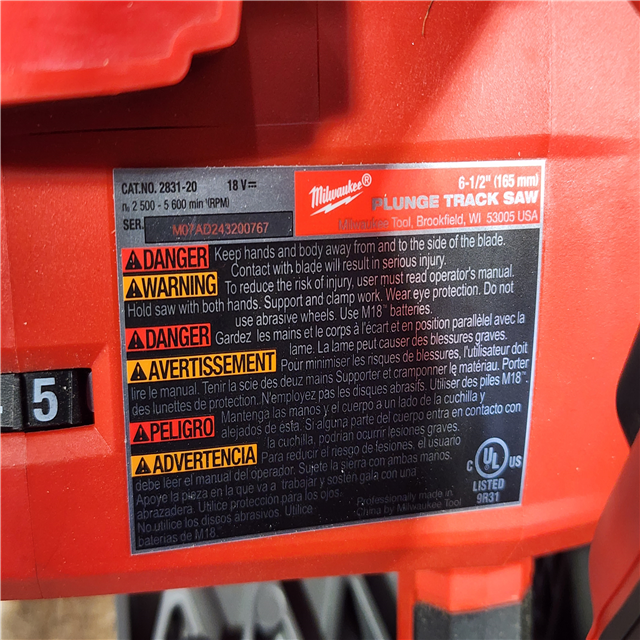 CAT.NO. 2831-20 18 V⎓
n₀ 2 500 - 5 600 min⁻¹(RPM)
SER. M07AD243200767
Milwaukee®
6-1/2" (165 mm)
PLUNGE TRACK SAW
Milwaukee Tool, Brookfield, WI 53005 USA
DANGER Keep hands and body away from and to the side of the blade.
Contact with blade will result in serious injury.
WARNING To reduce the risk of injury, user must read operator's manual.
Hold saw with both hands. Support and clamp work. Wear eye protection. Do not
use abrasive wheels. Use M18™ batteries.
DANGER Gardez les mains et le corps à l'écart et en position parallèlel avec la
lame. La lame peut causer des blessures graves.
AVERTISSEMENT Pour minimiser les risques de blessures, l'utilisateur doit
lire le manuel. Tenir la scie des deux mains Supporter et cramponner le matériau. Porter
des lunettes de protection. N'employez pas les disques abrasifs. Utiliser des piles M18™.
PELIGRO Mantenga las manos y el cuerpo a un lado de la cuchilla y
alejados de ésta. Si alguna parte del cuerpo entra en contacto con
la cuchilla, podrían ocurrir lesiones graves.
ADVERTENCIA Para reducir el riesgo de lesiones, el usuario
debe leer el manual del operador. Sujete la sierra con ambas manos.
Apoye la pieza en la que va a trabajar y sosten gala con una
abrazadera. Utilice protección para los ojos.
No.utilice los discos abrasivos. Utilice
baterías de M18™.
Professionally made in
China by Milwaukee Tool
C UL US
LISTED
9R31
5